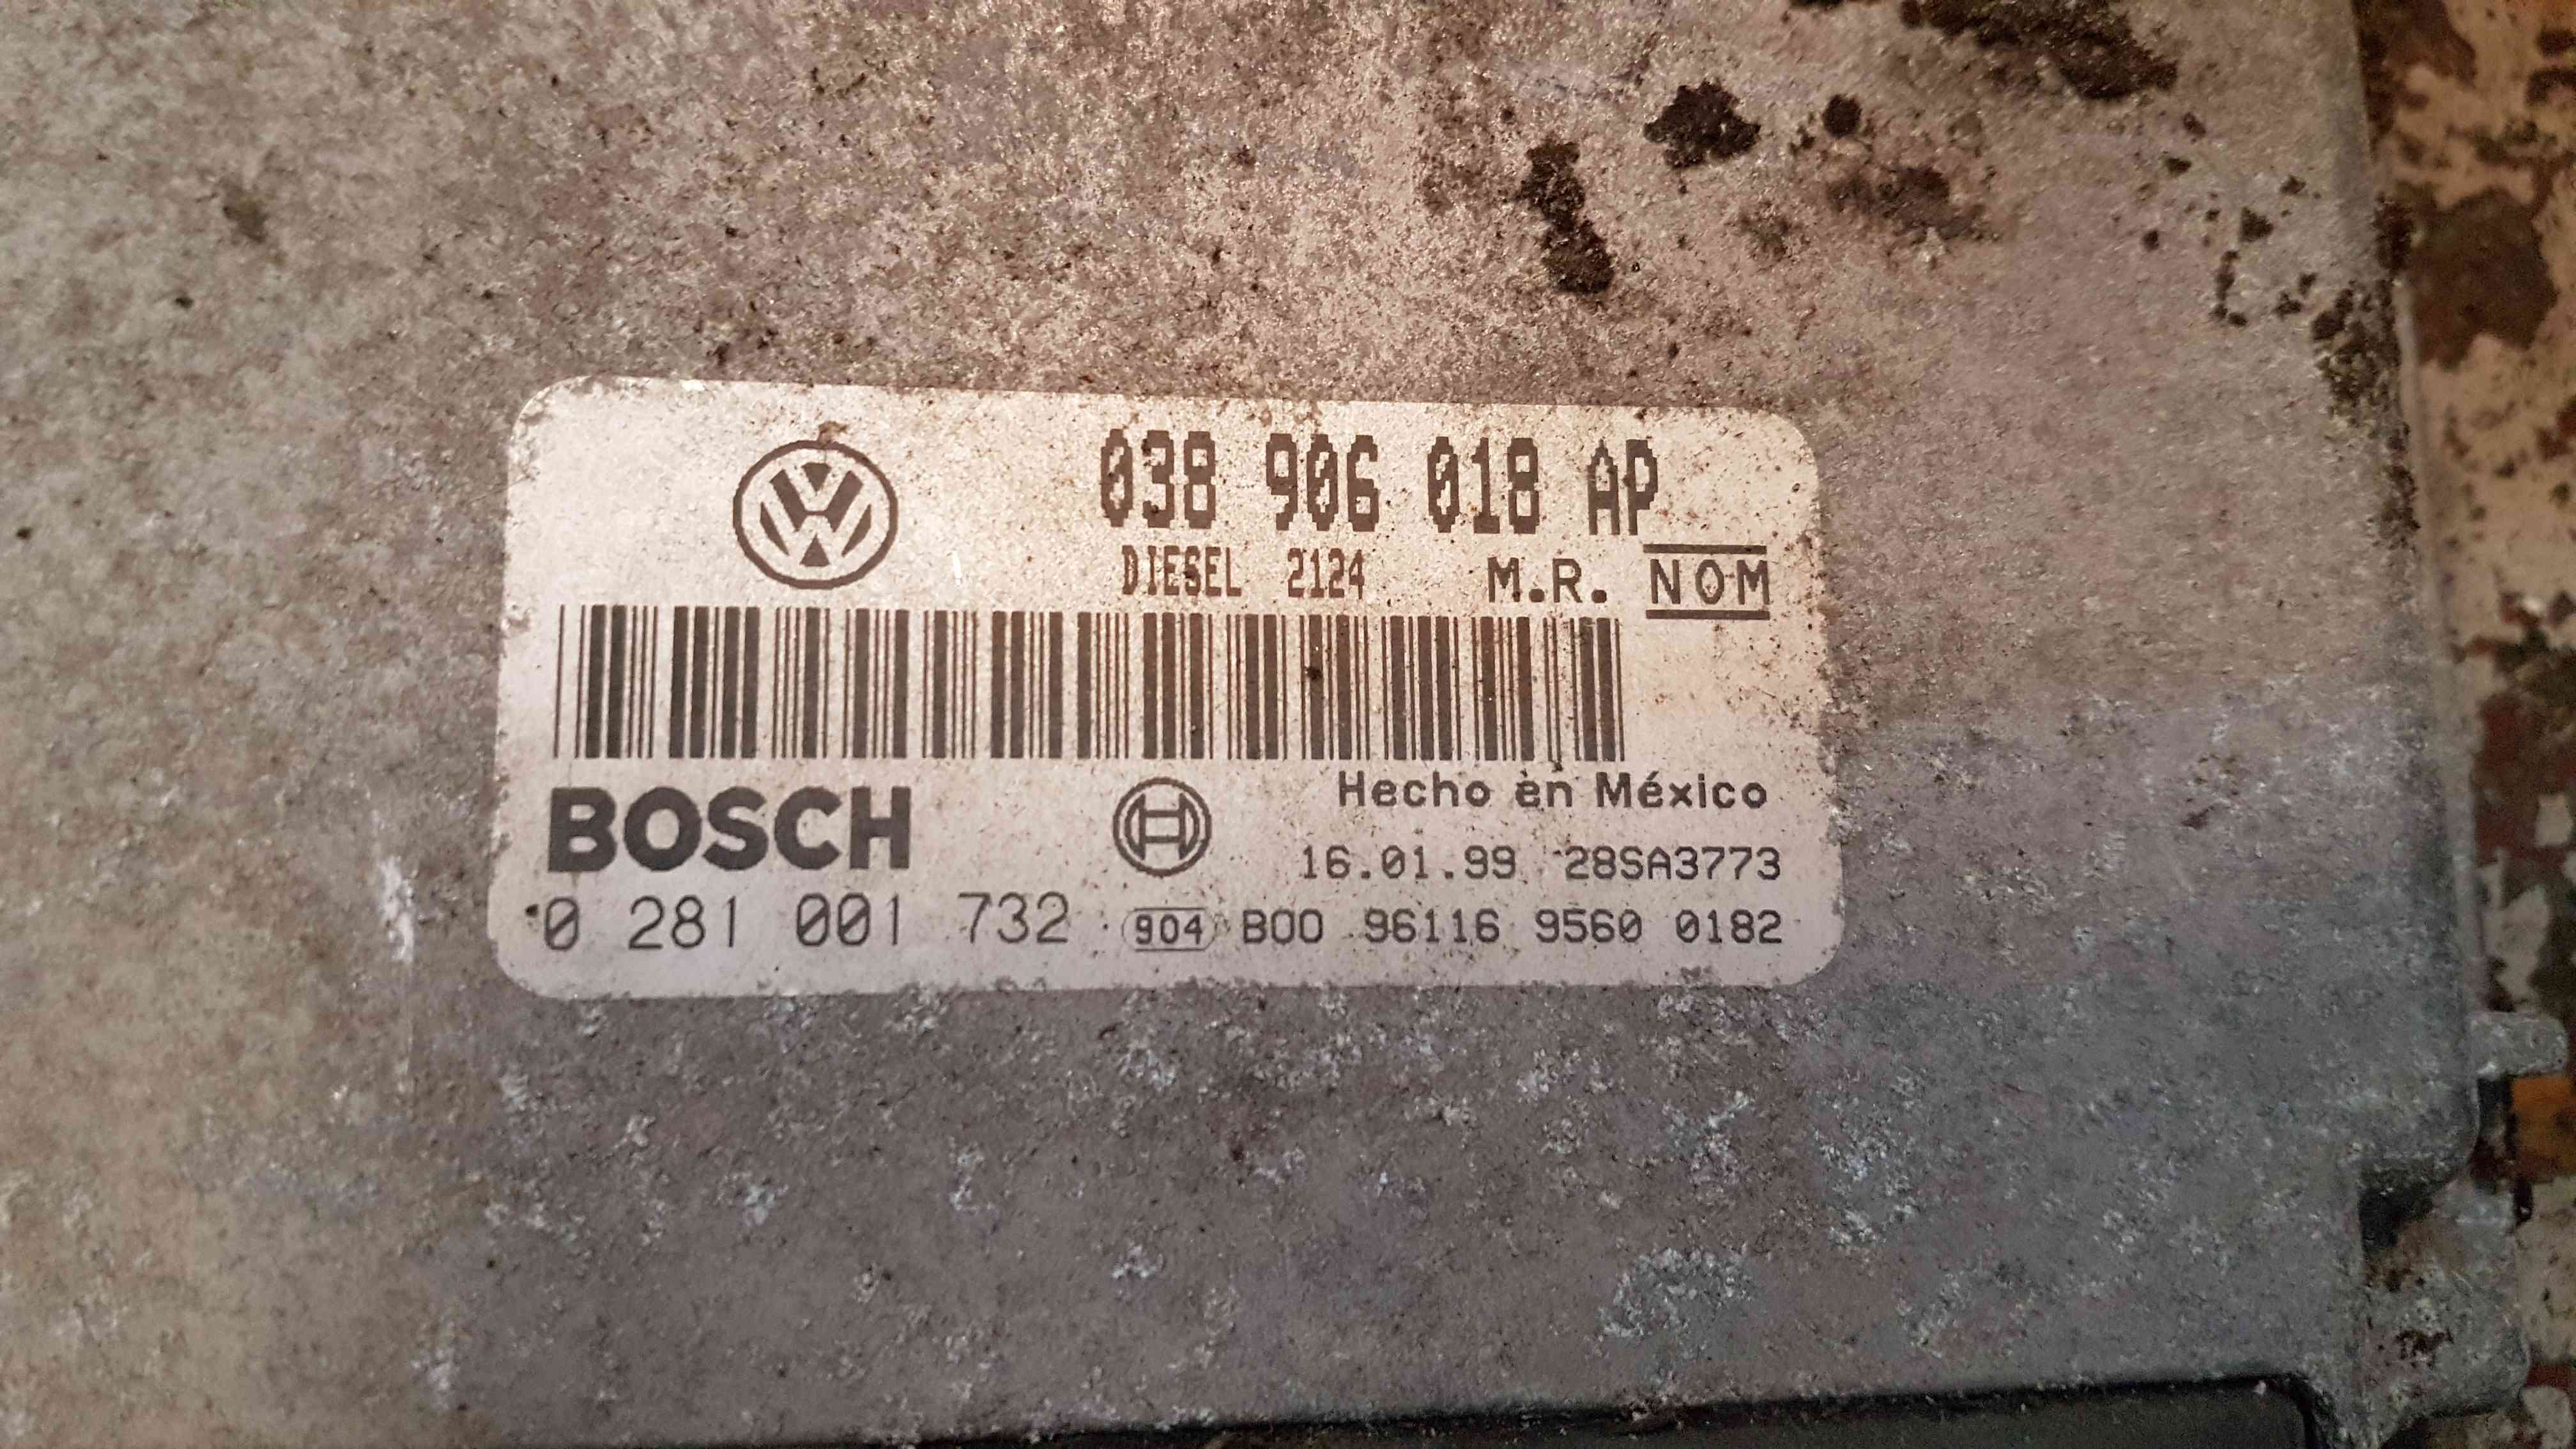 038 906 018 AP
DIESEL 2124 M.R. NOM
BOSCH
Hecho en México
16.01.99 28SA3773
0 281 001 732 904 B00 96116 9560 0182